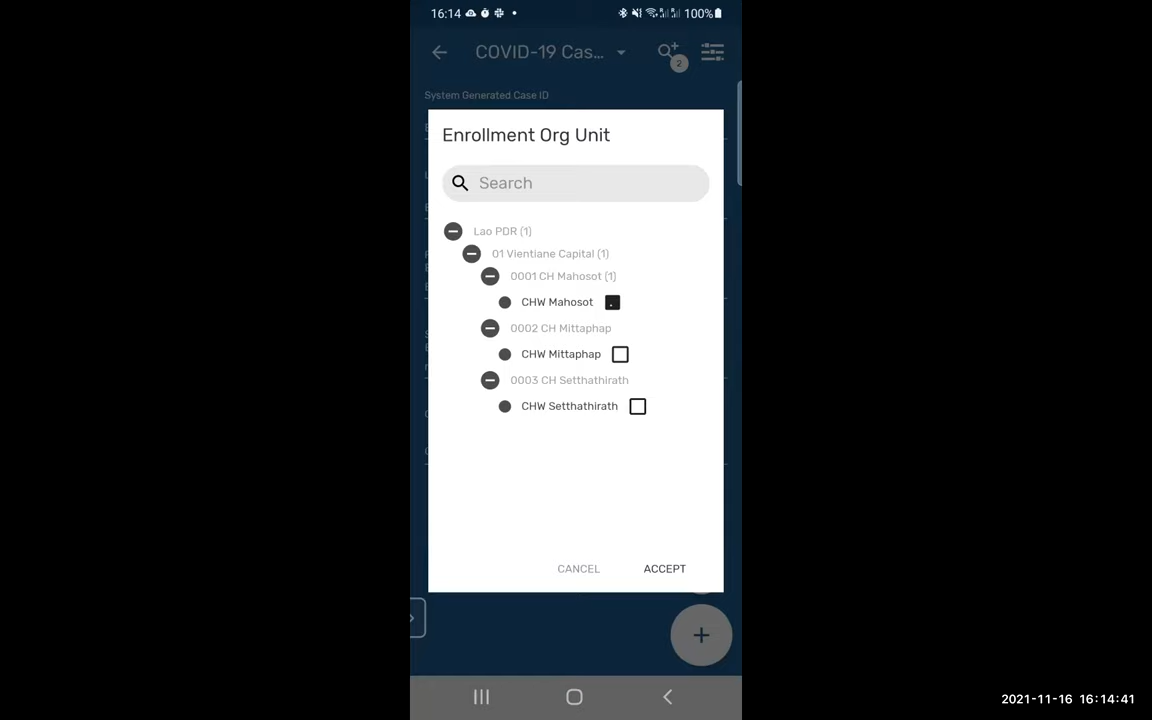 16:14
100%
COVID-19 Cas...
2
System Generated Case ID
Enrollment Org Unit
Search
Lao PDR (1)
01 Vientiane Capital (1)
0001 CH Mahosot (1)
CHW Mahosot
0002 CH Mittaphap
CHW Mittaphap
0003 CH Setthathirath
CHW Setthathirath
CANCEL ACCEPT
2021-11-16 16:14:41